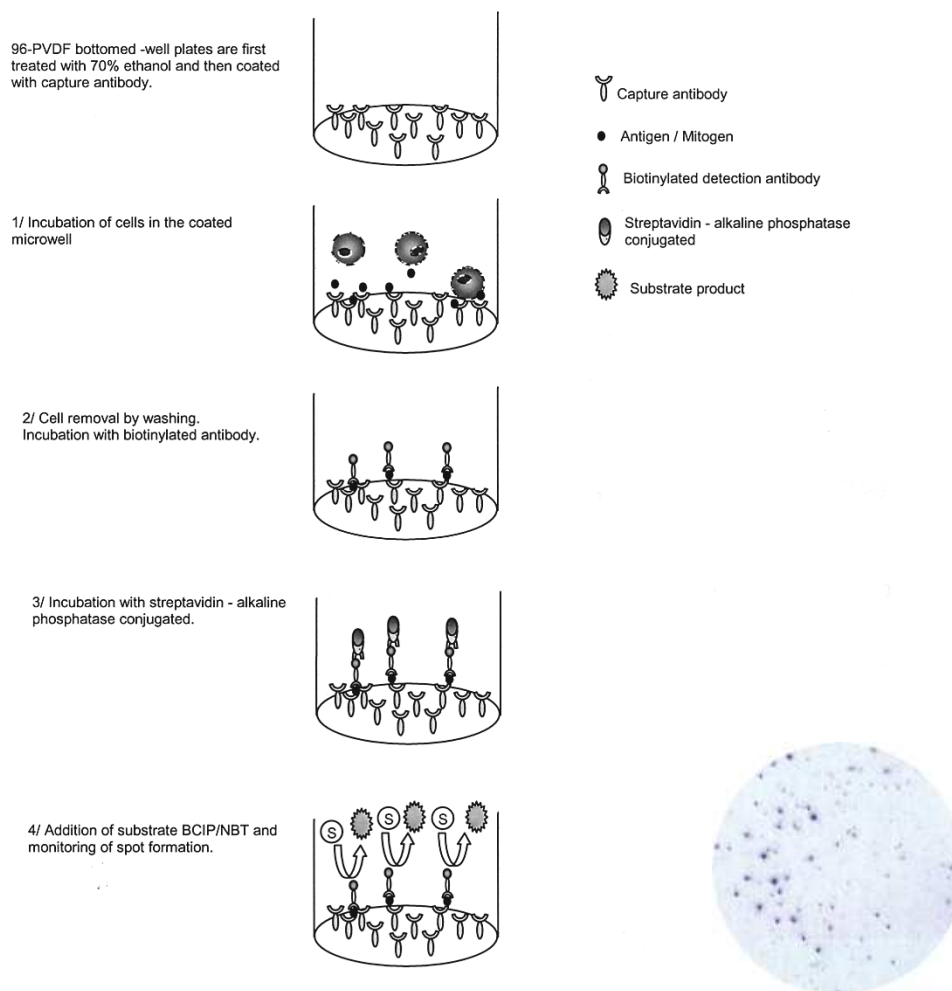 96-PVDF bottomed -well plates are first
treated with 70% ethanol and then coated
with capture antibody.
Capture antibody
Antigen / Mitogen
Biotinylated detection antibody
Streptavidin - alkaline phosphatase
conjugated
Substrate product
1/ Incubation of cells in the coated
microwell
2/ Cell removal by washing.
Incubation with biotinylated antibody.
3/ Incubation with streptavidin - alkaline
phosphatase conjugated.
4/ Addition of substrate BCIP/NBT and
monitoring of spot formation.
S S S